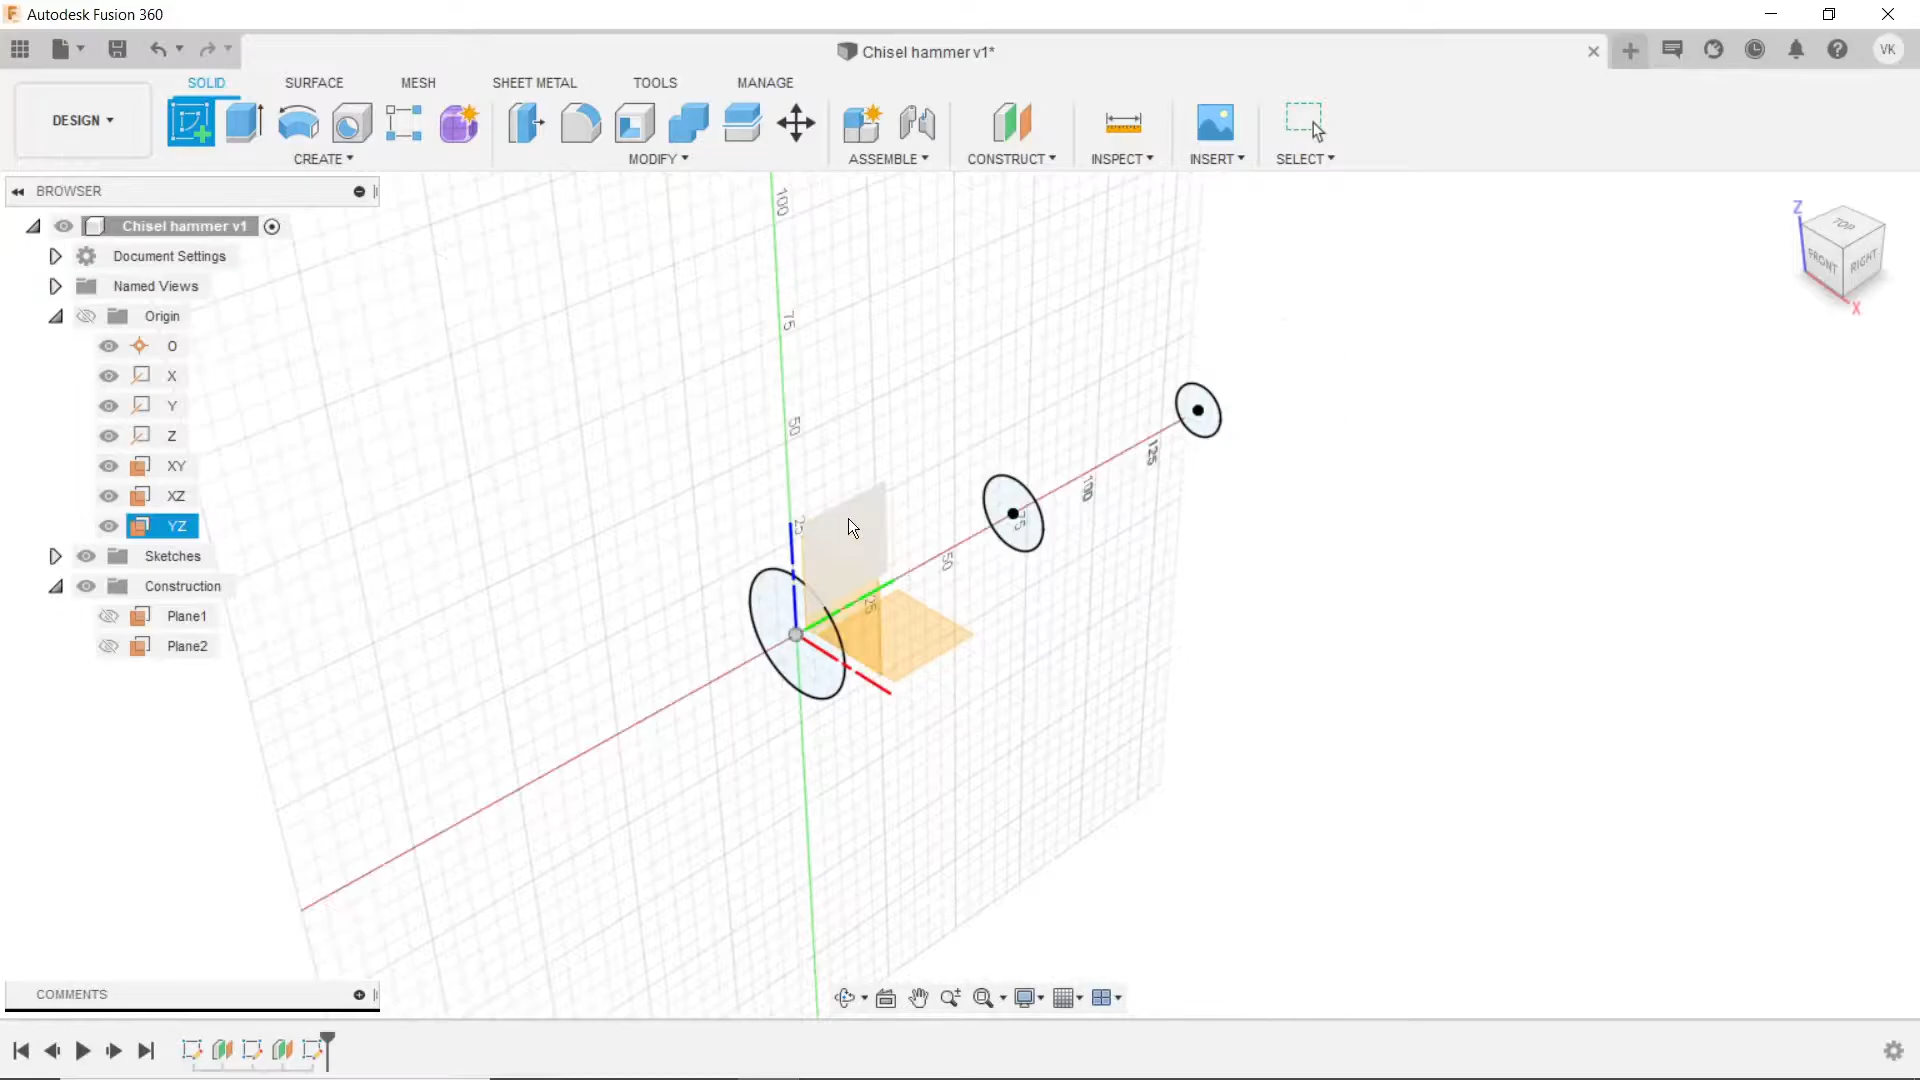 Autodesk Fusion 360
Chisel hammer v1*
VK
SOLID
SURFACE
MESH
SHEET METAL
TOOLS
MANAGE
DESIGN
CREATE
MODIFY
ASSEMBLE
CONSTRUCT
INSPECT
INSERT
SELECT
BROWSER
Chisel hammer v1
Document Settings
Named Views
Origin
O
X
Y
Z
XY
XZ
YZ
Sketches
Construction
Plane1
Plane2
100
75
50
25
25
50
75
100
125
Z
TOP
FRONT
RIGHT
X
COMMENTS